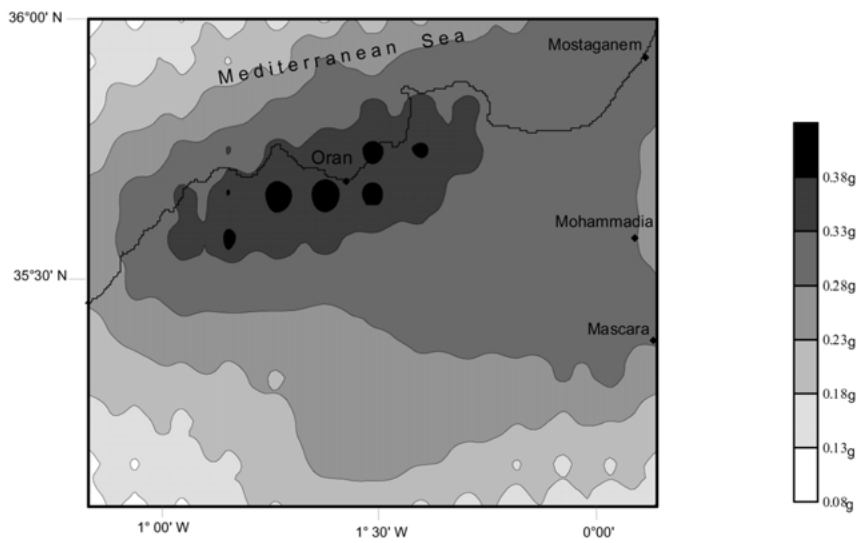 36°00' N
Mediterranean Sea
Mostaganem
Oran
Mohammadia
35°30' N
Mascara
1° 00' W
1° 30' W
0°00'
0.38g
0.33g
0.28g
0.23g
0.18g
0.13g
0.08g